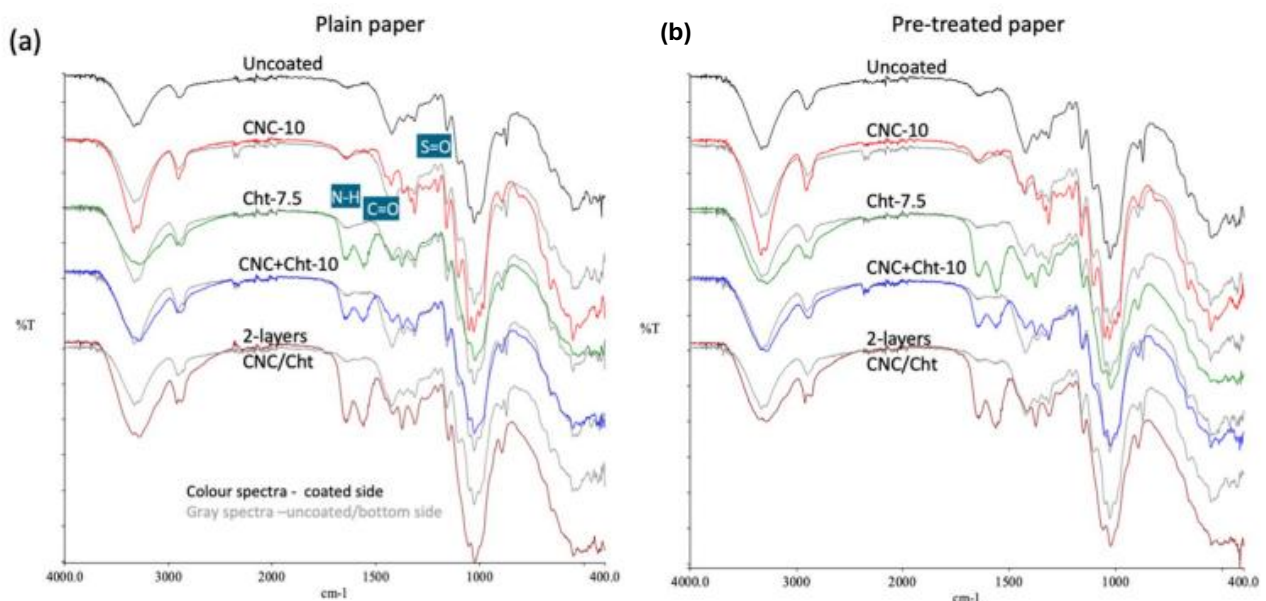 Plain paper
(a)
Uncoated
CNC-10
S=O
N-H
C=O
Cht-7.5
CNC+Cht-10
%T
2-layers
CNC/Cht
Colour spectra - coated side
Gray spectra –uncoated/bottom side
4000.0 3000 2000 1500 1000 400.0
cm-1
Pre-treated paper
(b)
Uncoated
CNC-10
Cht-7.5
CNC+Cht-10
%T
2-layers
CNC/Cht
4000.0 3000 2000 1500 1000 400.0
cm-1